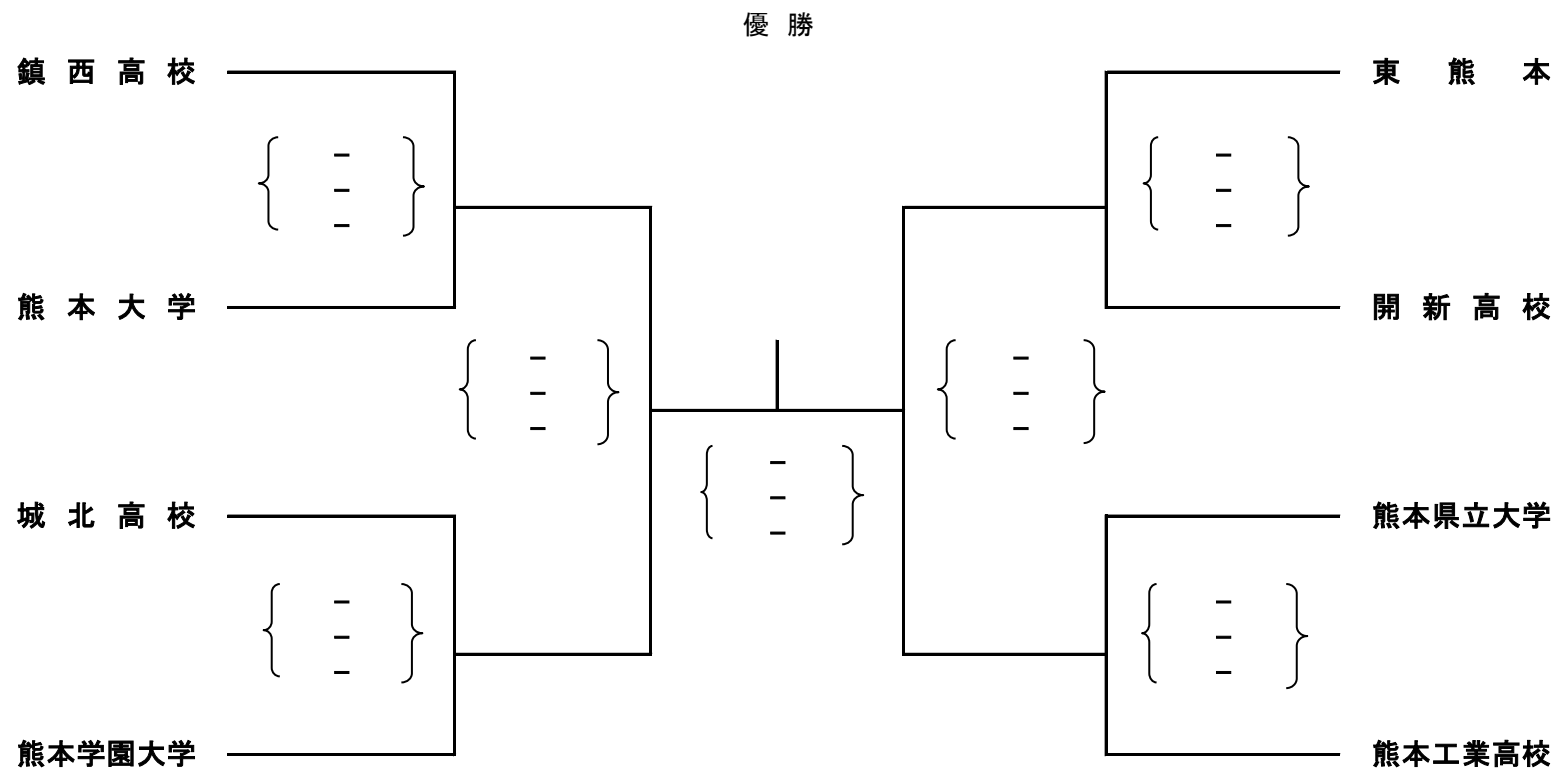 優勝
鎮西高校
東熊本
{ － }
{ － }
－ －
－ －
熊本大学
開新高校
{ － }
{ － }
－ －
－ －
{ － }
－
－
城北高校
熊本県立大学
{ － }
{ － }
－ －
－ －
熊本学園大学
熊本工業高校